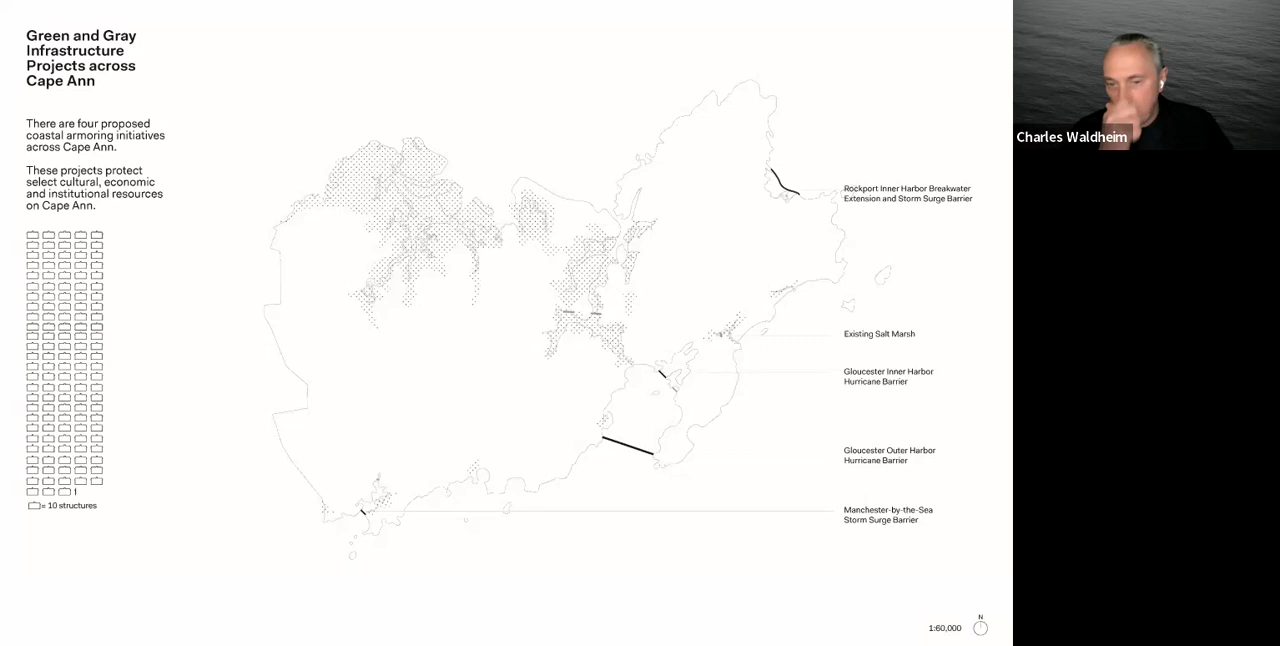 Green and Gray
Infrastructure
Projects across
Cape Ann
There are four proposed
coastal armoring initiatives
across Cape Ann.
These projects protect
select cultural, economic
and institutional resources
on Cape Ann.
= 10 structures
Rockport Inner Harbor Breakwater
Extension and Storm Surge Barrier
Existing Salt Marsh
Gloucester Inner Harbor
Hurricane Barrier
Gloucester Outer Harbor
Hurricane Barrier
Manchester-by-the-Sea
Storm Surge Barrier
1:60,000
N
Charles Waldheim